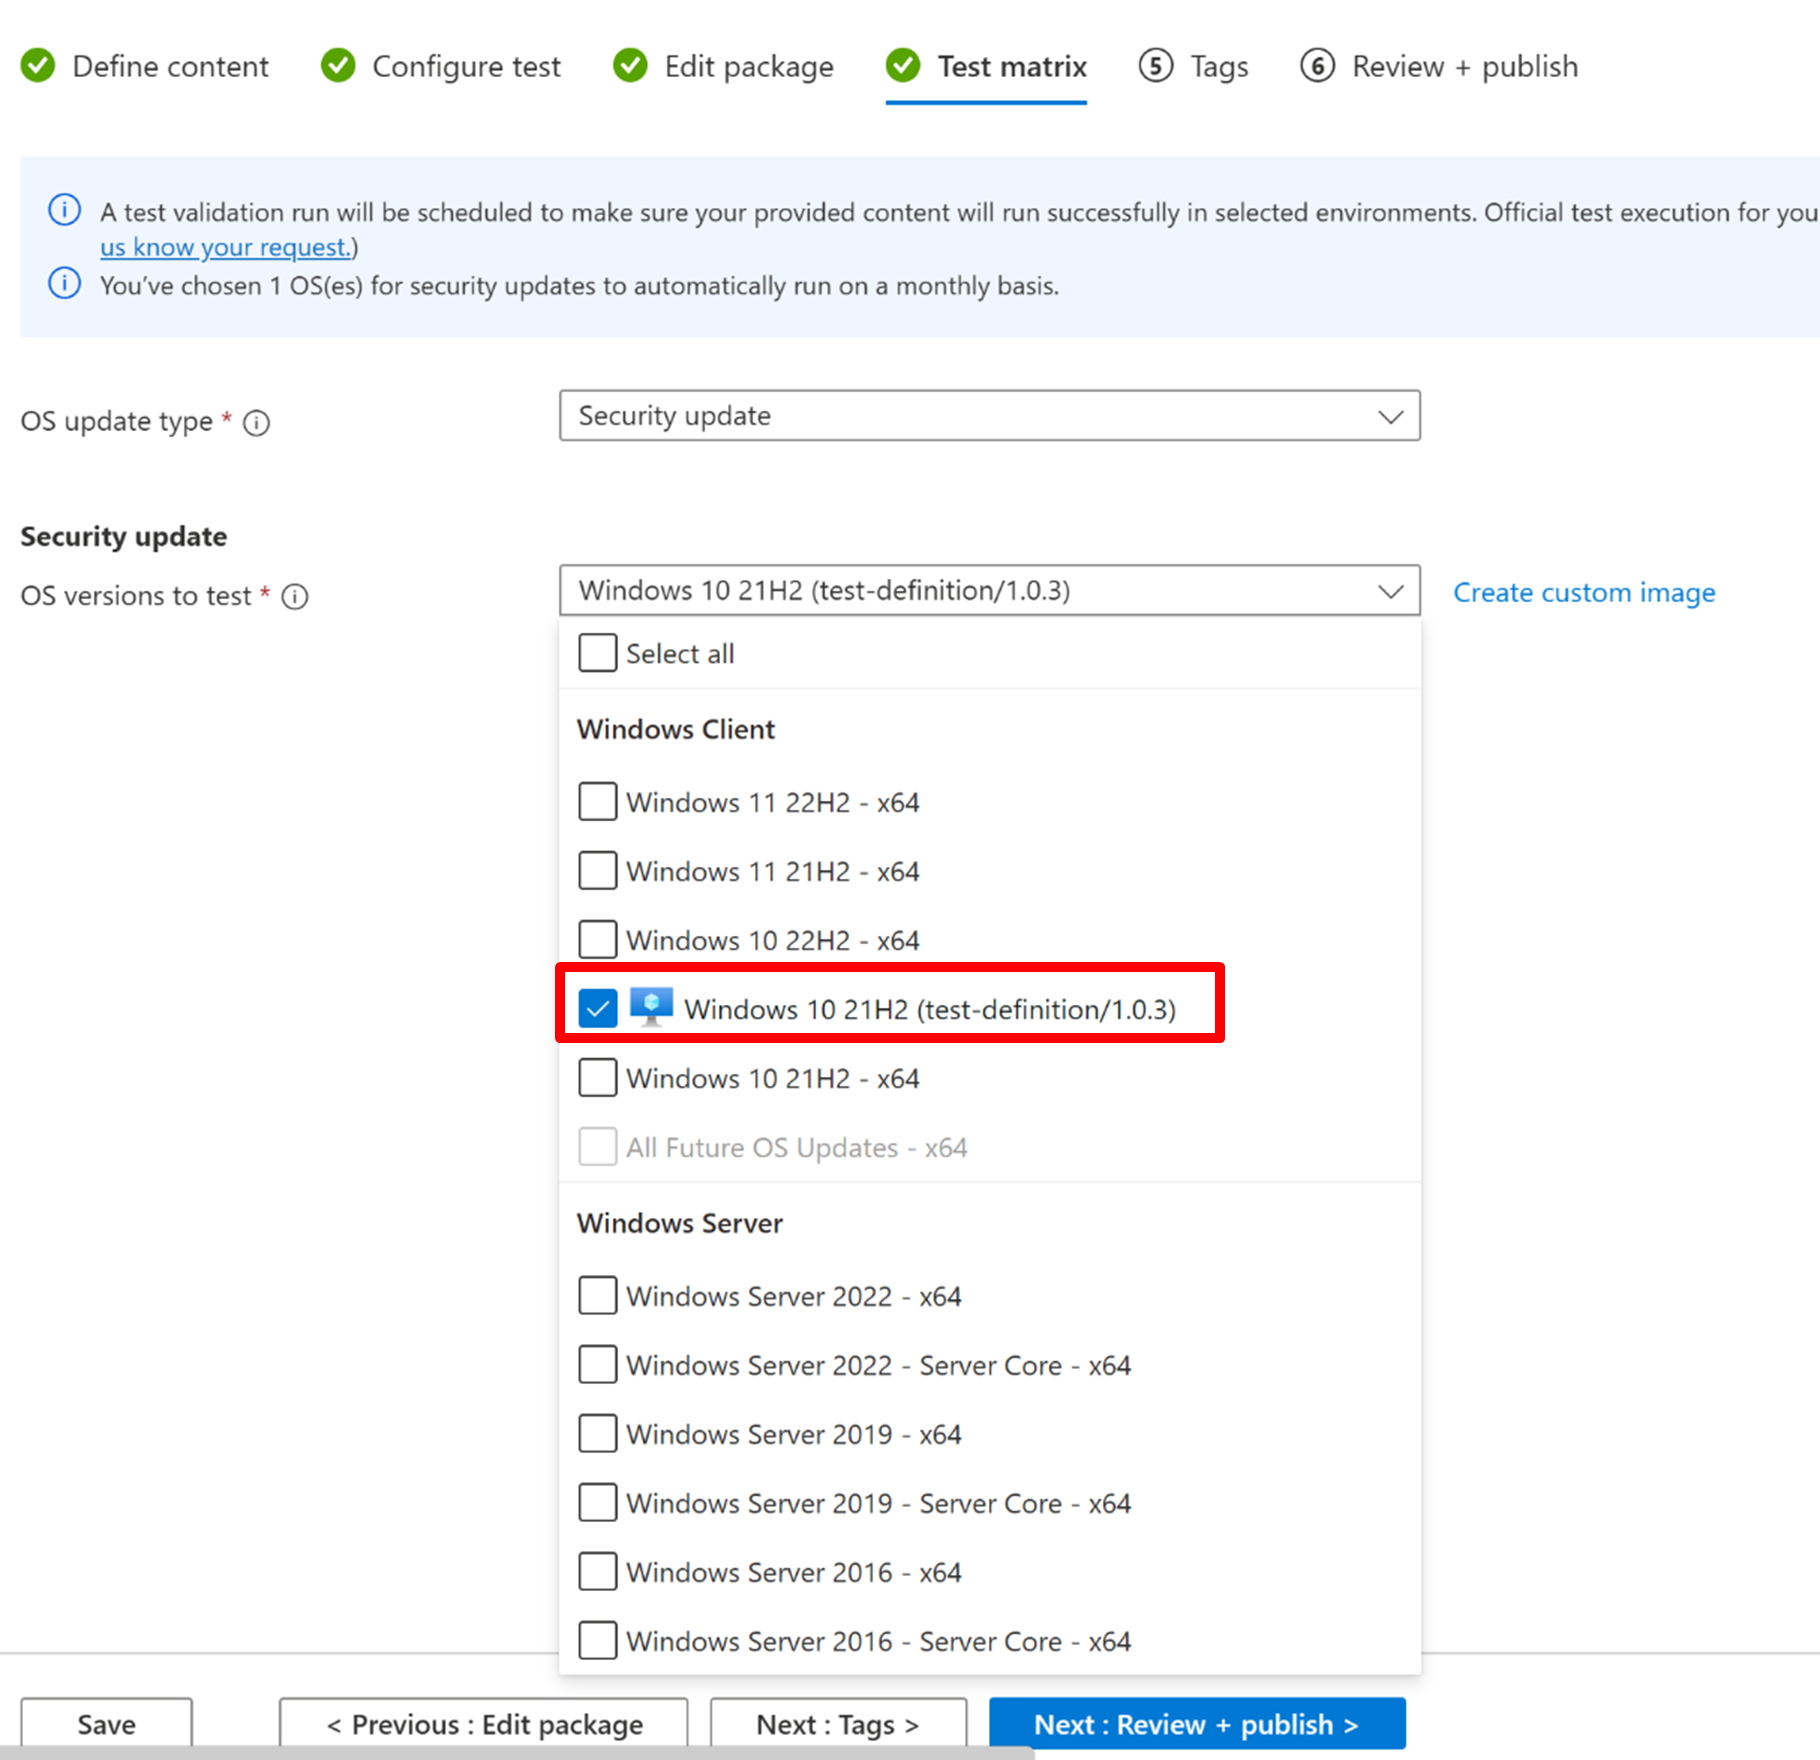 Define content Configure test Edit package Test matrix 5 Tags 6 Review + publish
A test validation run will be scheduled to make sure your provided content will run successfully in selected environments. Official test execution for you
us know your request.)
You’ve chosen 1 OS(es) for security updates to automatically run on a monthly basis.
OS update type * Security update
Security update
OS versions to test * Windows 10 21H2 (test-definition/1.0.3) Create custom image
Select all
Windows Client
Windows 11 22H2 - x64
Windows 11 21H2 - x64
Windows 10 22H2 - x64
Windows 10 21H2 (test-definition/1.0.3)
Windows 10 21H2 - x64
All Future OS Updates - x64
Windows Server
Windows Server 2022 - x64
Windows Server 2022 - Server Core - x64
Windows Server 2019 - x64
Windows Server 2019 - Server Core - x64
Windows Server 2016 - x64
Windows Server 2016 - Server Core - x64
Save < Previous : Edit package Next : Tags > Next : Review + publish >